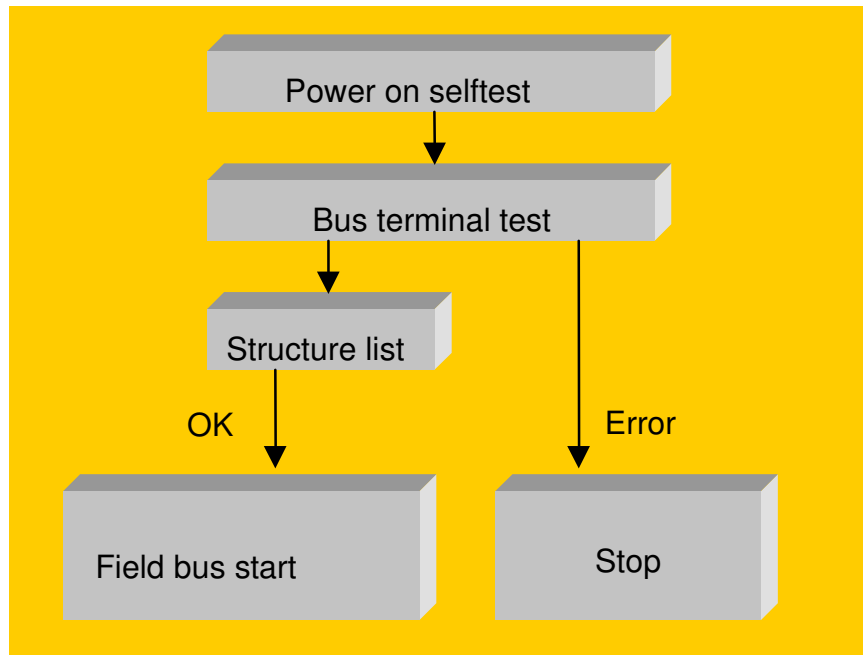 Power on selftest
Bus terminal test
Structure list
OK
Error
Field bus start
Stop